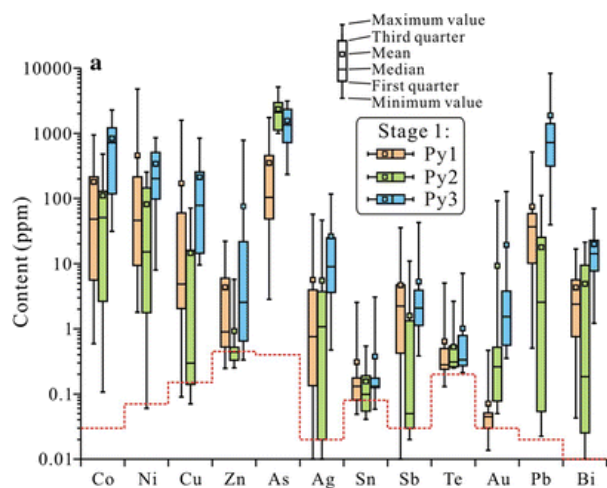 a
Maximum value
Third quarter
Mean
Median
First quarter
Minimum value
Stage 1:
Py1
Py2
Py3
Content (ppm)
10000
1000
100
10
1
0.1
0.01
Co Ni Cu Zn As Ag Sn Sb Te Au Pb Bi